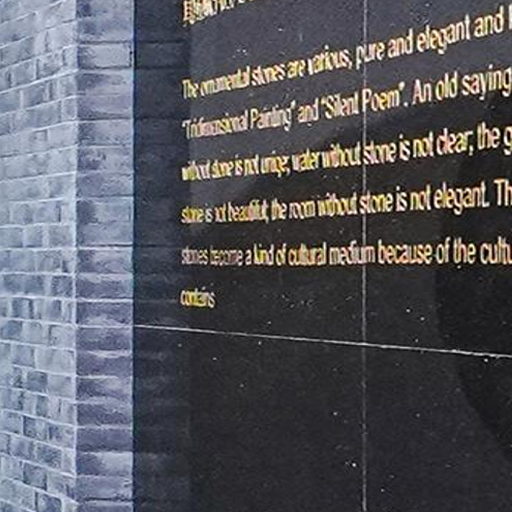 The ornamental stones are various, pure and elegant and
"Tridimensional Painting" and "Silent Poem". An old saying
without stone is not unige; water without stone is not clear; the
stone is not beautiful; the room without stone is not elegant. Th
stones become a kind of cultural medium because of the cultu
contains